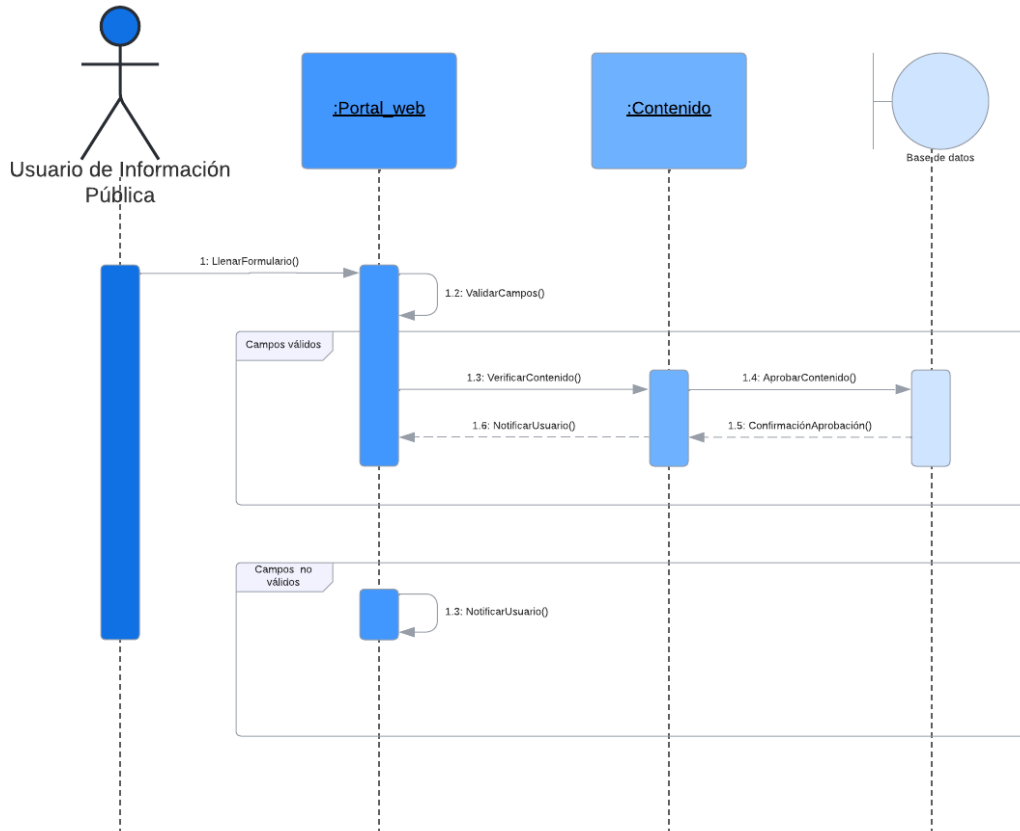 :Portal_web
:Contenido
Base de datos
Usuario de Información
Pública
1: LlenarFormulario()
1.2: ValidarCampos()
Campos válidos
1.3: VerificarContenido()
1.4: AprobarContenido()
1.6: NotificarUsuario()
1.5: ConfirmaciónAprobación()
Campos no
válidos
1.3: NotificarUsuario()